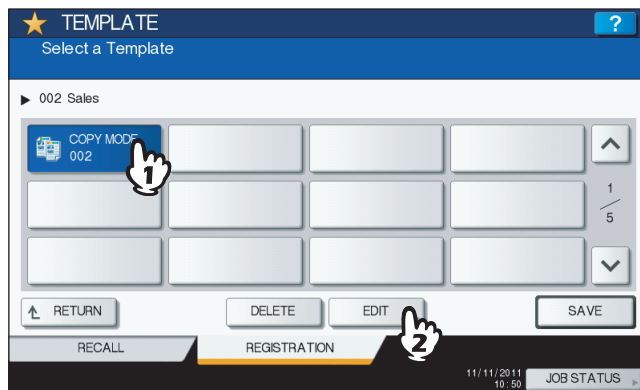 TEMPLATE
?
Select a Template
002 Sales
COPY MODE
002
1
1
5
RETURN
DELETE
EDIT
SAVE
2
RECALL
REGISTRATION
11/11/2011
10:50
JOB STATUS